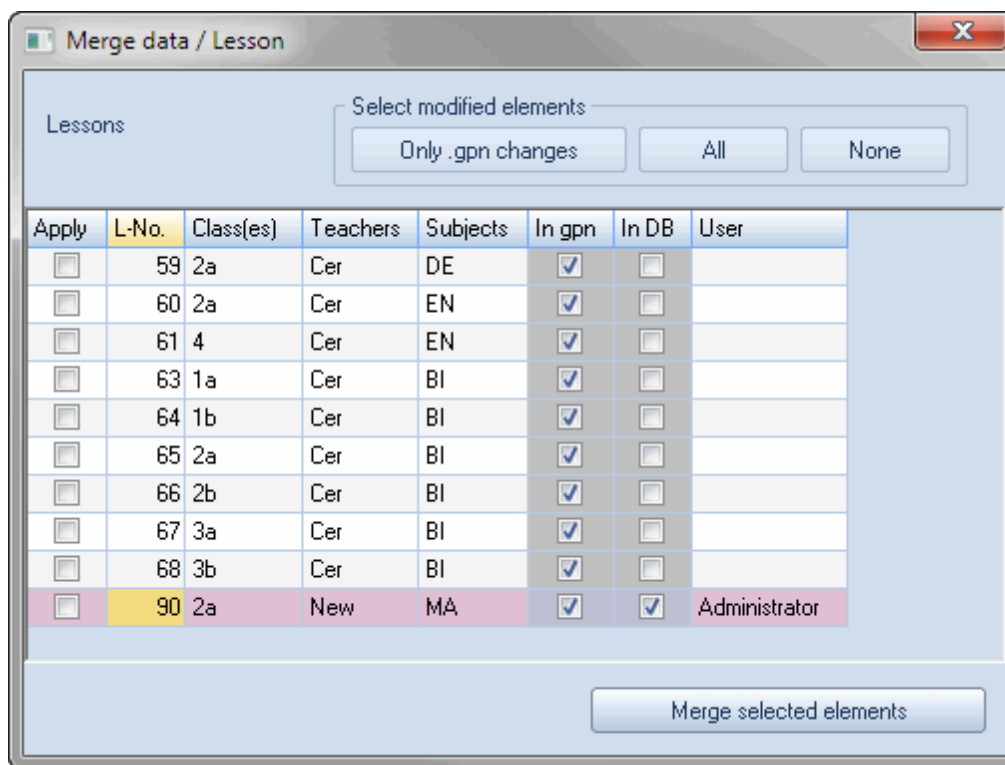 Merge data / Lesson
Lessons
Select modified elements
Only .gpn changes All None
Apply L-No. Class(es) Teachers Subjects In gpn In DB User
59 2a Cer DE
60 2a Cer EN
61 4 Cer EN
63 1a Cer BI
64 1b Cer BI
65 2a Cer BI
66 2b Cer BI
67 3a Cer BI
68 3b Cer BI
90 2a New MA Administrator
Merge selected elements